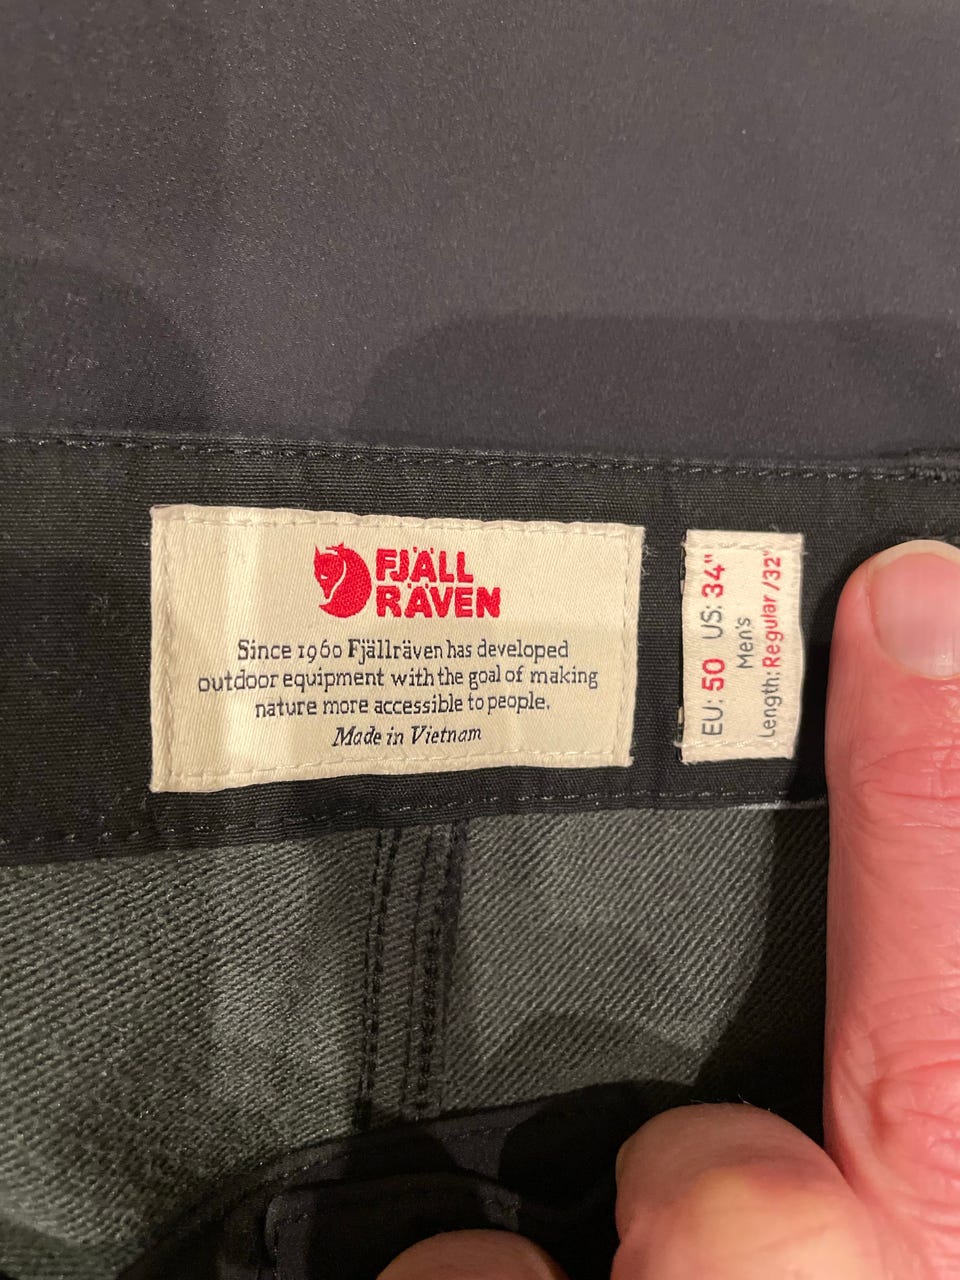 FJÄLL
RÄVEN
Since 1960 Fjällräven has developed
outdoor equipment with the goal of making
nature more accessible to people.
Made in Vietnam
EU: 50 US: 34"
Men's
Length: Regular /32"